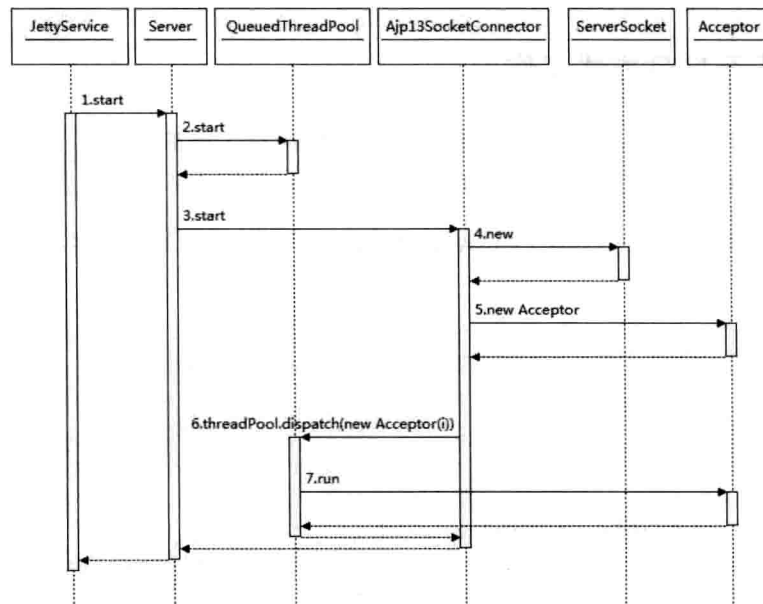 JettyService
Server
QueuedThreadPool
Ajp13SocketConnector
ServerSocket
Acceptor
1.start
2.start
3.start
4.new
5.new Acceptor
6.threadPool.dispatch(new Acceptor(i))
7.run